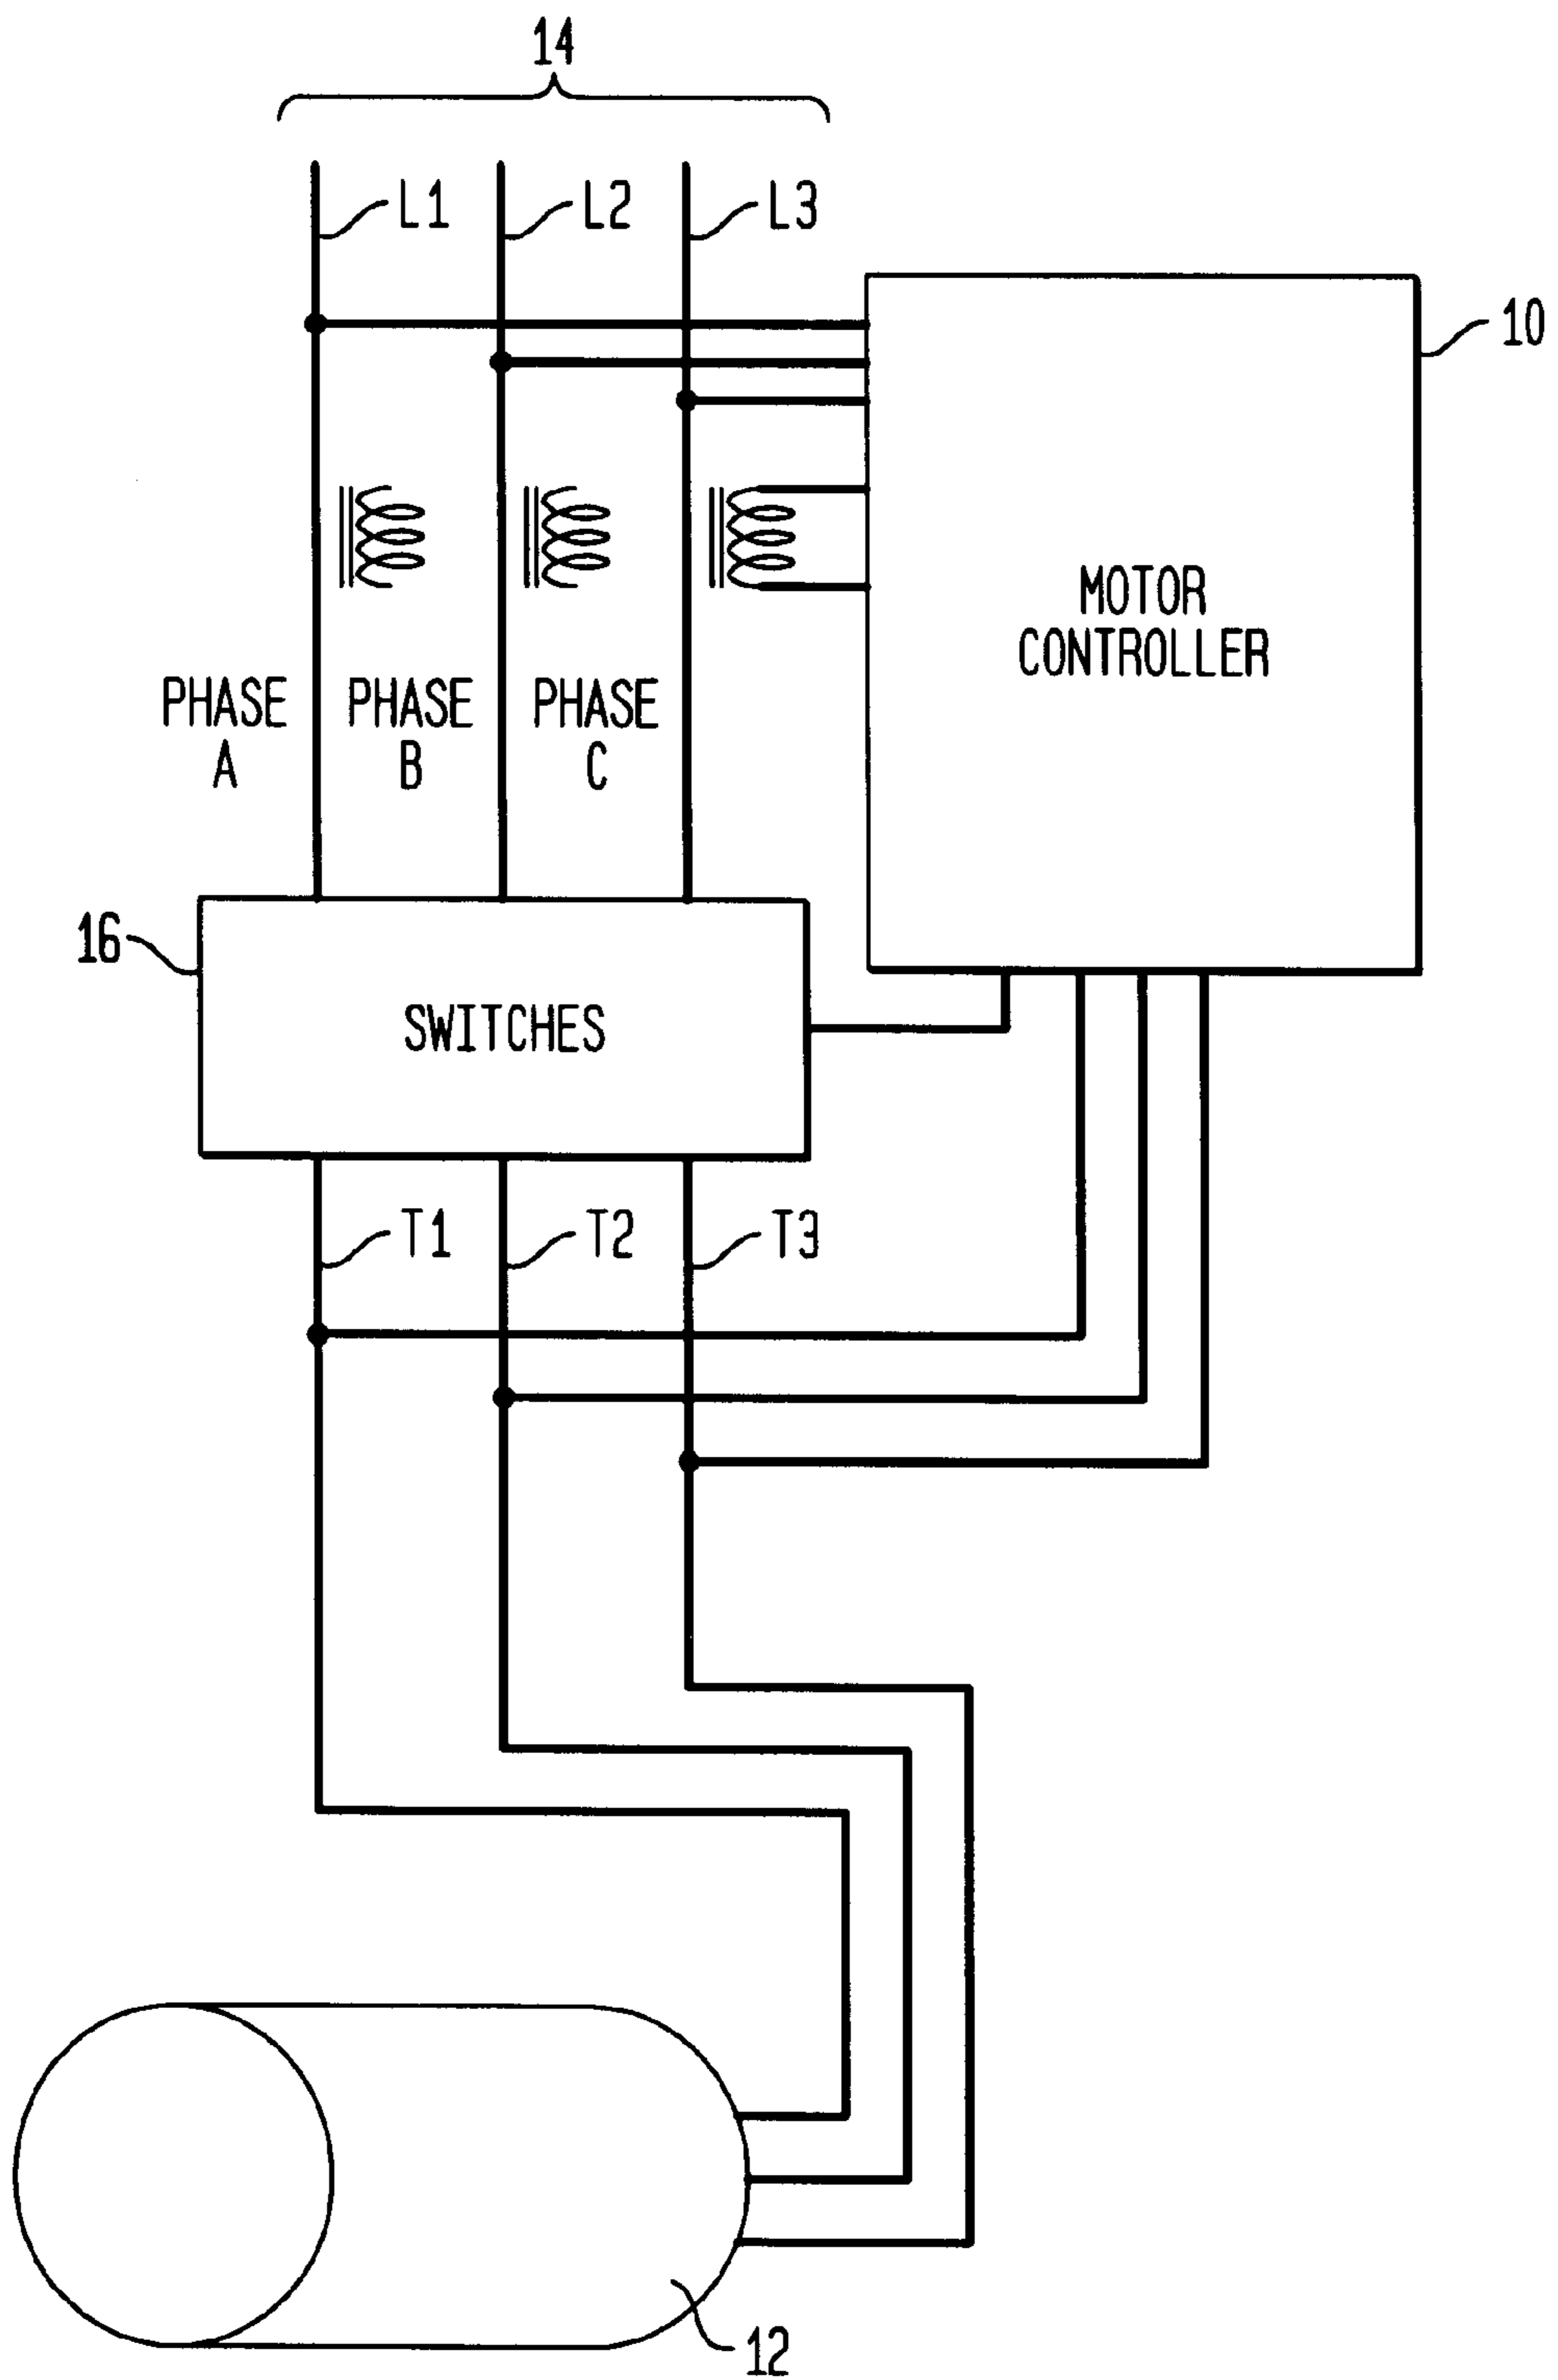 14
L1
L2
L3
10
MOTOR
CONTROLLER
PHASE
A
PHASE
B
PHASE
C
16
SWITCHES
T1
T2
T3
12